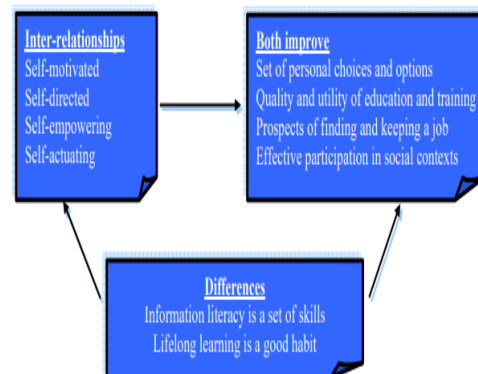 Inter-relationships
Self-motivated
Self-directed
Self-empowering
Self-actuating
Both improve
Set of personal choices and options
Quality and utility of education and training
Prospects of finding and keeping a job
Effective participation in social contexts
Differences
Information literacy is a set of skills
Lifelong learning is a good habit